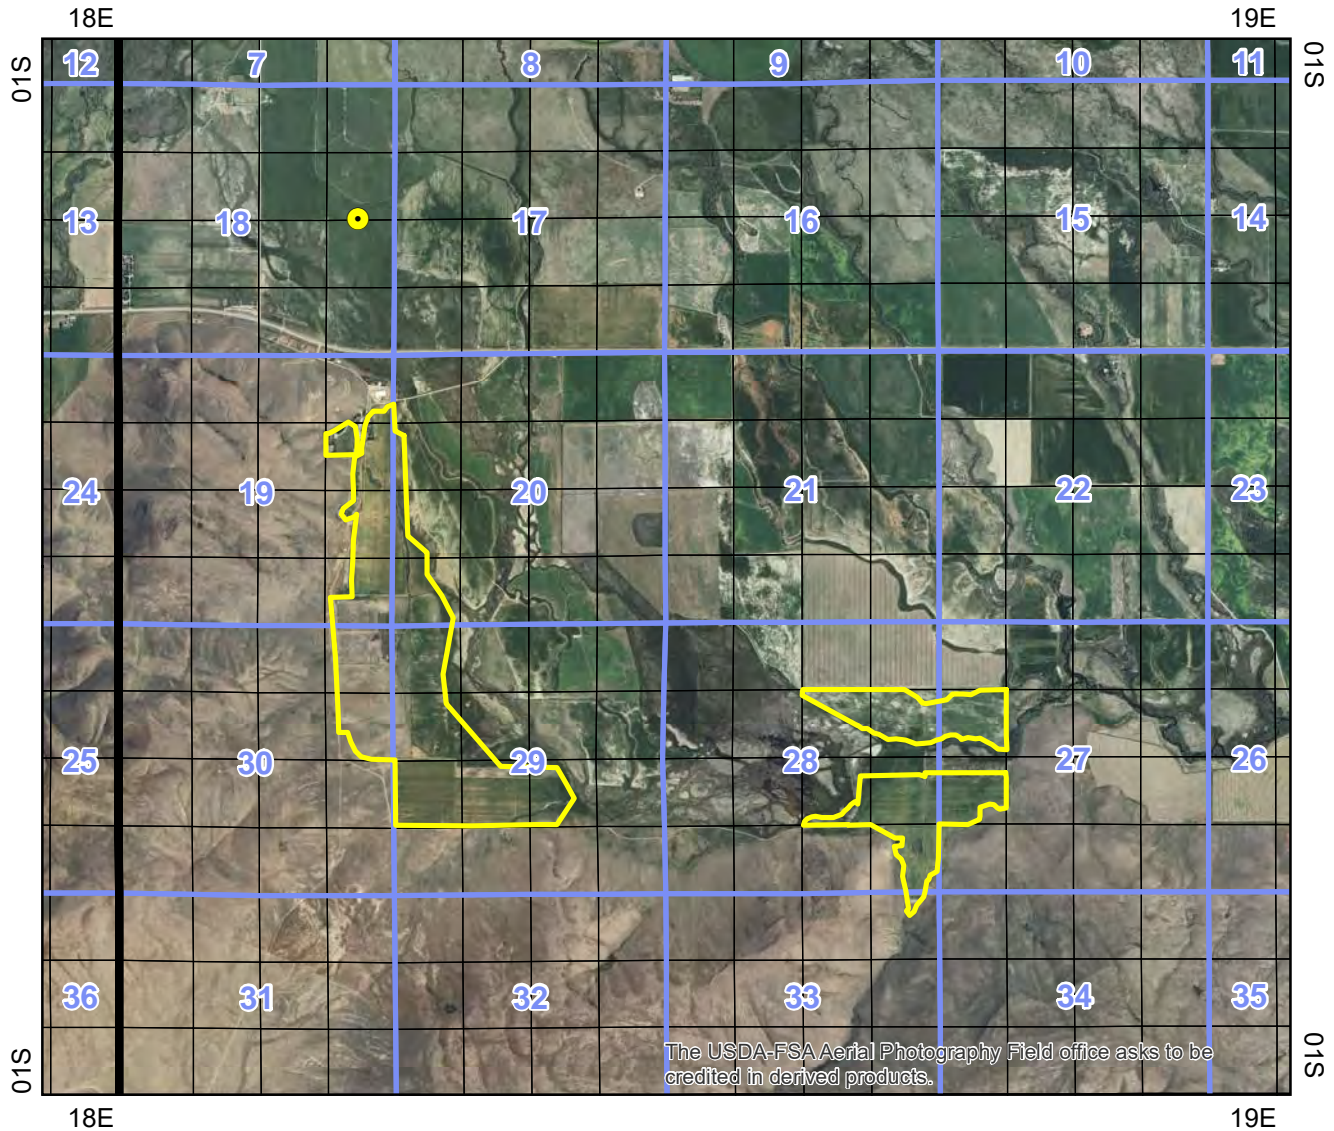 18E 19E
01S 01S
12 7 8 9 10 11
13 18 17 16 15 14
24 19 20 21 22 23
25 30 29 28 27 26
36 31 32 33 34 35
The USDA-FSA Aerial Photography Field office asks to be
credited in derived products.
01S 01S
18E 19E